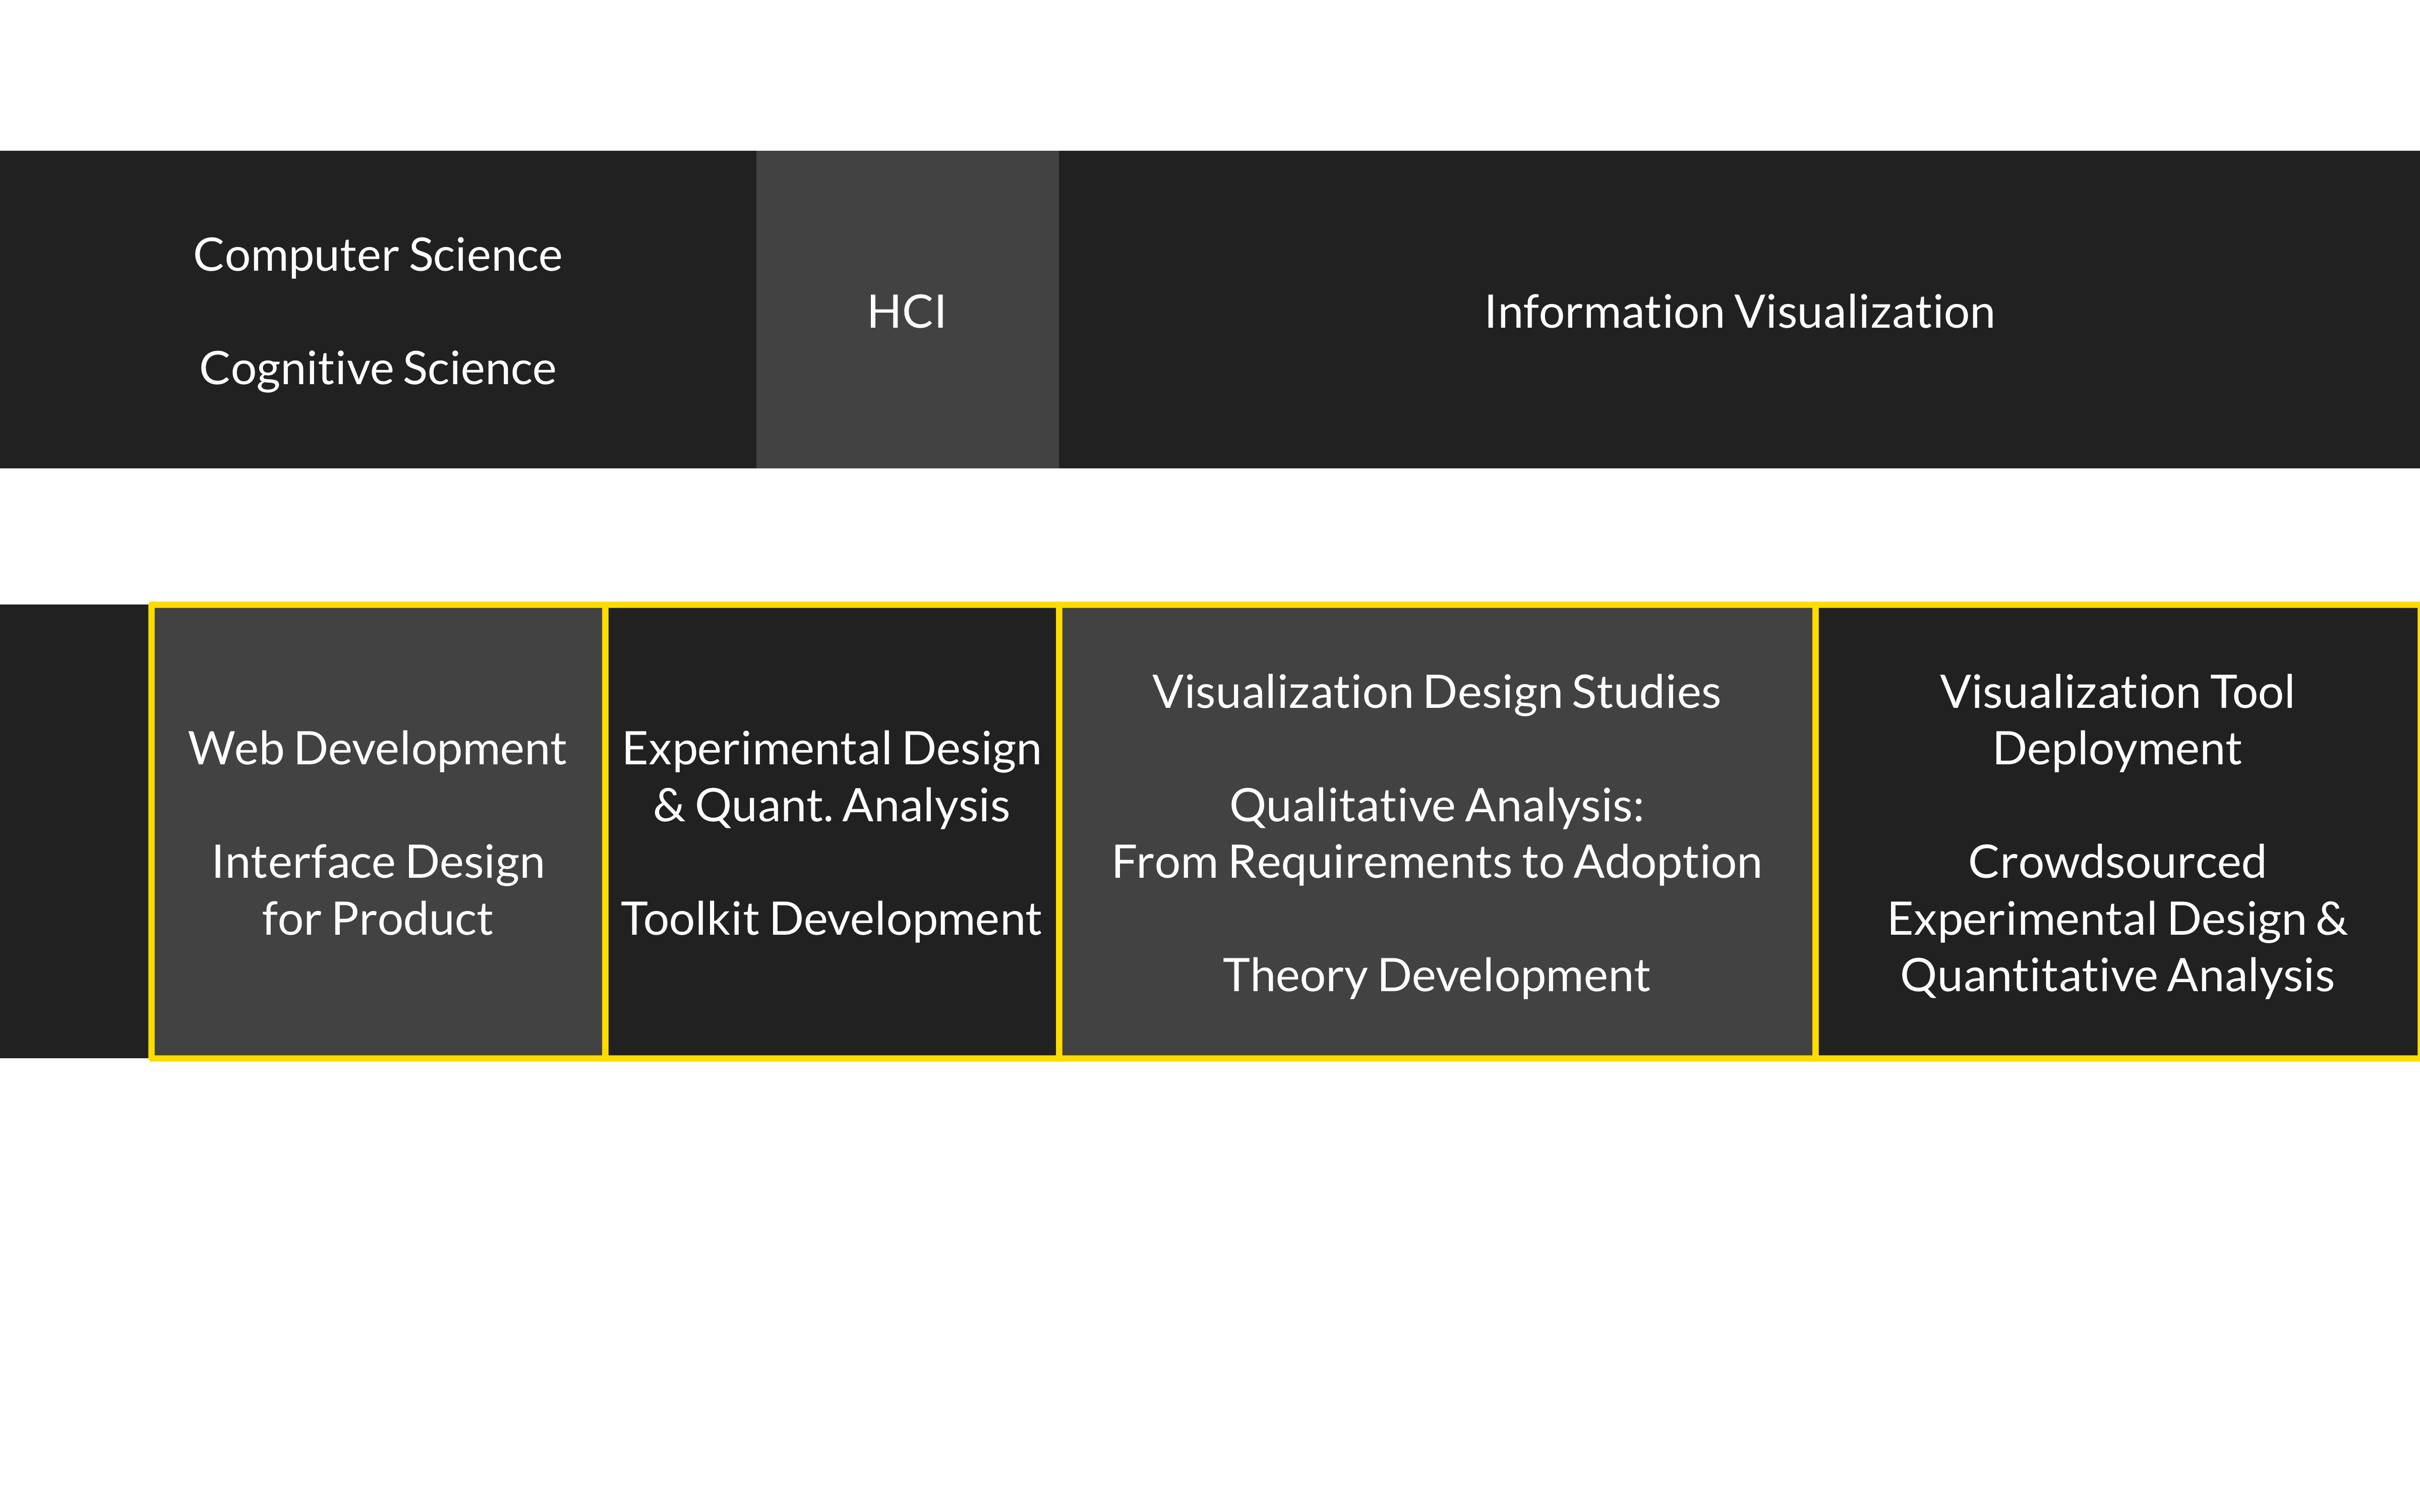 Computer Science
Cognitive Science
HCI
Information Visualization
Web Development
Interface Design
for Product
Experimental Design
& Quant. Analysis
Toolkit Development
Visualization Design Studies
Qualitative Analysis:
From Requirements to Adoption
Theory Development
Visualization Tool
Deployment
Crowdsourced
Experimental Design &
Quantitative Analysis